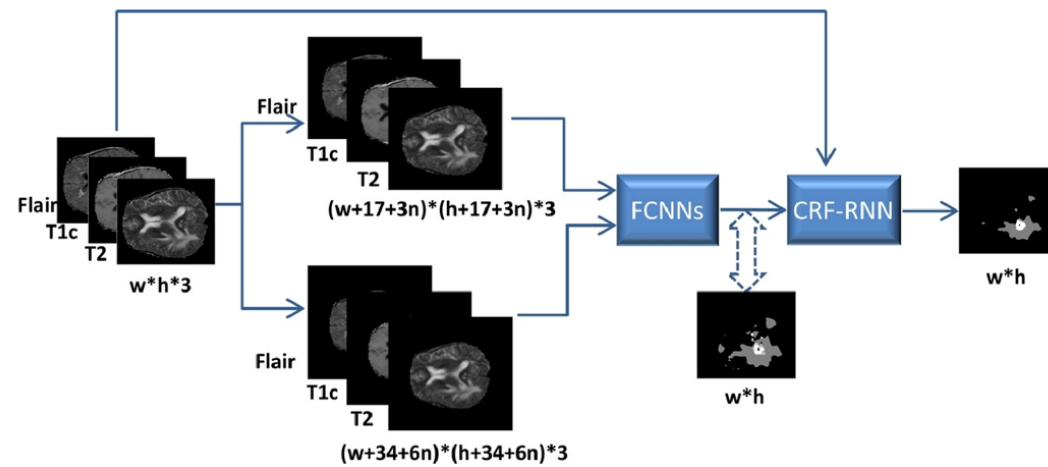 Flair
T1c
T2
w*h*3
Flair
T1c
T2
(w+17+3n)*(h+17+3n)*3
Flair
T1c
T2
(w+34+6n)*(h+34+6n)*3
FCNNs
CRF-RNN
w*h
w*h